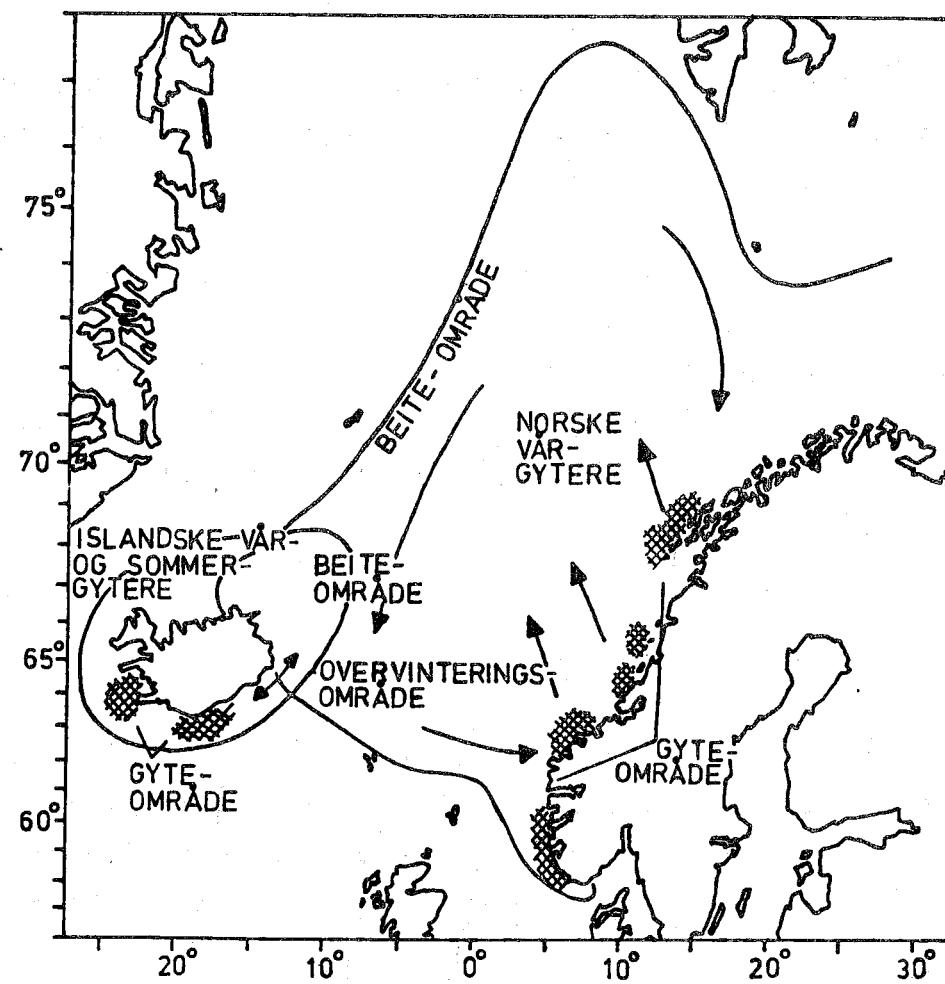 75°
70°
65°
60°
BEITE-OMRÅDE
NORSKE
VÅR-
GYTERE
ISLANDSKE VÅR-
OG SOMMER-
GYTERE
BEITE-
OMRÅDE
OVERVINTERINGS-
OMRÅDE
GYTE-
OMRÅDE
GYTE-
OMRÅDE
20°
10°
0°
10°
20°
30°